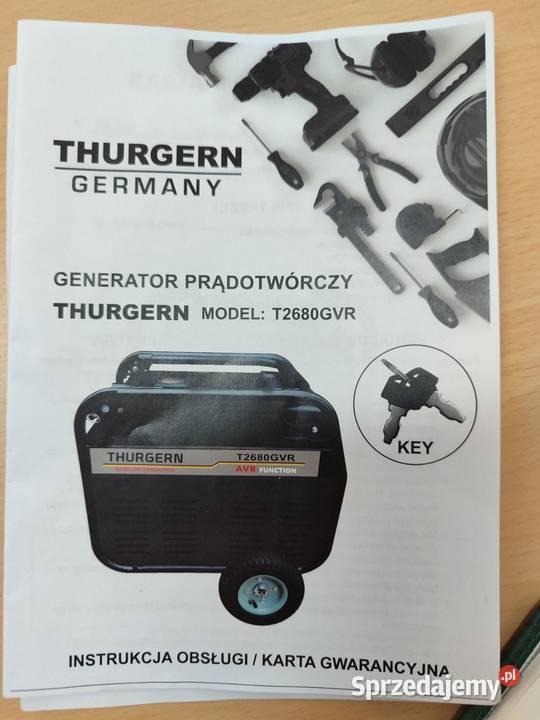 THURGERN
GERMANY
GENERATOR PRĄDOTWÓRCZY
THURGERN MODEL: T2680GVR
KEY
THURGERN T2680GVR
AVR FUNCTION
INSTRUKCJA OBSŁUGI / KARTA GWARANCYJNA
Sprzedajemy.pl